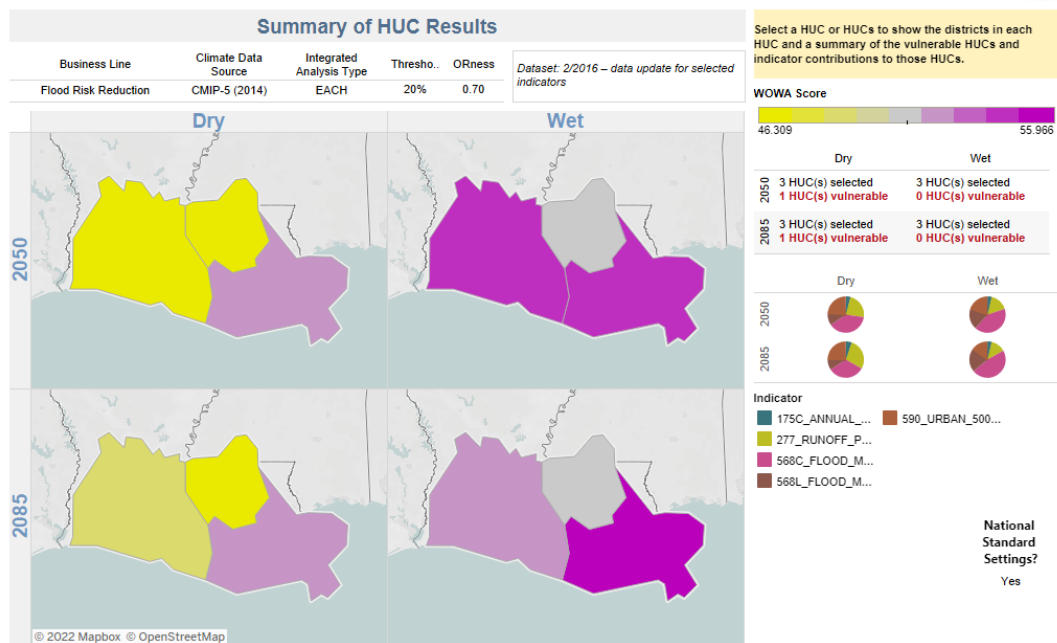 Summary of HUC Results
Business Line
Climate Data
Source
Integrated
Analysis Type
Thresho..
ORness
Flood Risk Reduction
CMIP-5 (2014)
EACH
20%
0.70
Dataset: 2/2016 – data update for selected
indicators
Dry
Wet
2050
2085
© 2022 Mapbox © OpenStreetMap
Select a HUC or HUCs to show the districts in each
HUC and a summary of the vulnerable HUCs and
indicator contributions to those HUCs.
WOWA Score
46.309
55.966
Dry
Wet
2050
3 HUC(s) selected
1 HUC(s) vulnerable
3 HUC(s) selected
0 HUC(s) vulnerable
2085
3 HUC(s) selected
1 HUC(s) vulnerable
3 HUC(s) selected
0 HUC(s) vulnerable
Dry
Wet
2050
2085
Indicator
175C_ANNUAL_...
590_URBAN_500...
277_RUNOFF_P...
568C_FLOOD_M...
568L_FLOOD_M...
National
Standard
Settings?
Yes